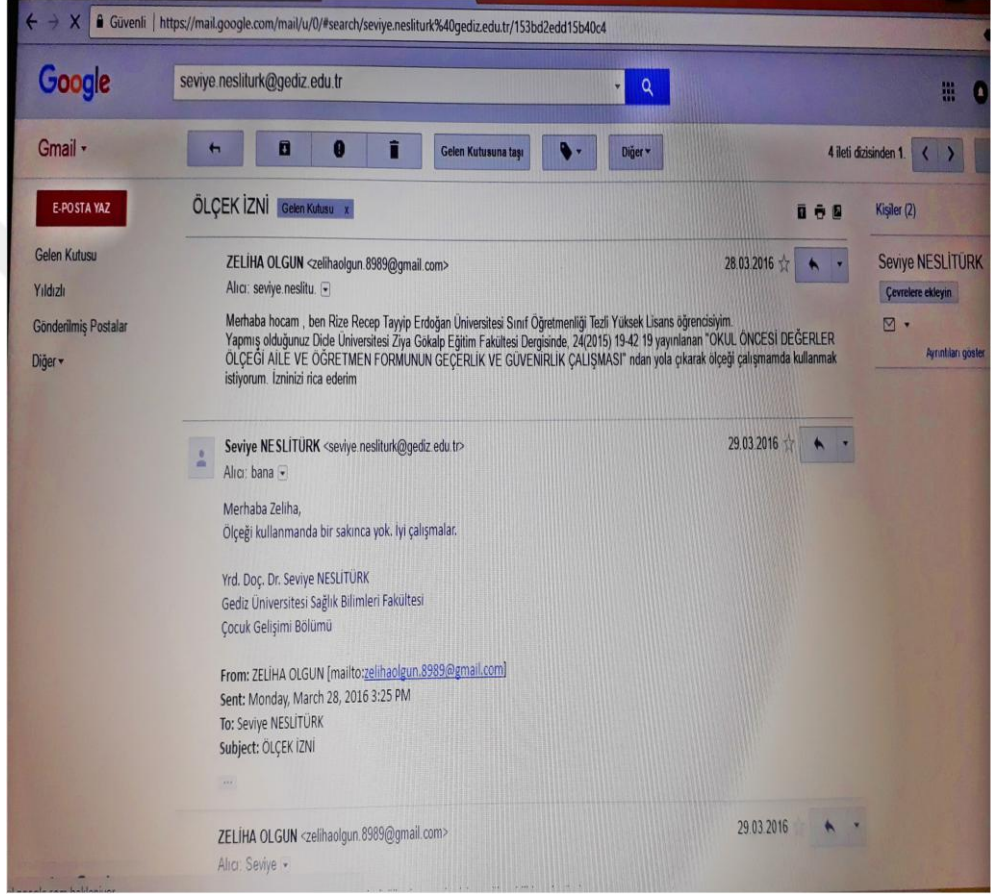 Güvenli | https://mail.google.com/mail/u/0/#search/seviye.nesliturk%40gediz.edu.tr/153bd2edd15b40c4
Google
seviye.nesliturk@gediz.edu.tr
Gmail
Gelen Kutusuna taşı
Diğer
4 ileti dizisinden 1.
E-POSTA YAZ
Gelen Kutusu
Yıldızlı
Gönderilmiş Postalar
Diğer
ÖLÇEK İZNİ Gelen Kutusu x
Kişiler (2)
Seviye NESLİTÜRK
Çevrelere ekleyin
Ayrıntıları göster
ZELİHA OLGUN <zelihaolgun.8989@gmail.com> 28.03.2016
Alıcı: seviye.neslitu.
Merhaba hocam , ben Rize Recep Tayyip Erdoğan Üniversitesi Sınıf Öğretmenliği Tezli Yüksek Lisans öğrencisiyim.
Yapmış olduğunuz Dicle Üniversitesi Ziya Gökalp Eğitim Fakültesi Dergisinde, 24(2015) 19-42 19 yayınlanan "OKUL ÖNCESİ DEĞERLER
ÖLÇEĞİ AİLE VE ÖĞRETMEN FORMUNUN GEÇERLİK VE GÜVENİRLİK ÇALIŞMASI" ndan yola çıkarak ölçeği çalışmamda kullanmak
istiyorum. İzninizi rica ederim
Seviye NESLİTÜRK <seviye.nesliturk@gediz.edu.tr> 29.03.2016
Alıcı: bana
Merhaba Zeliha,
Ölçeği kullanmanda bir sakınca yok. İyi çalışmalar.
Yrd. Doç. Dr. Seviye NESLİTÜRK
Gediz Üniversitesi Sağlık Bilimleri Fakültesi
Çocuk Gelişimi Bölümü
From: ZELİHA OLGUN [mailto:zelihaolgun.8989@gmail.com]
Sent: Monday, March 28, 2016 3:25 PM
To: Seviye NESLİTÜRK
Subject: ÖLÇEK İZNİ
...
ZELİHA OLGUN <zelihaolgun.8989@gmail.com> 29.03.2016
Alıcı: Seviye